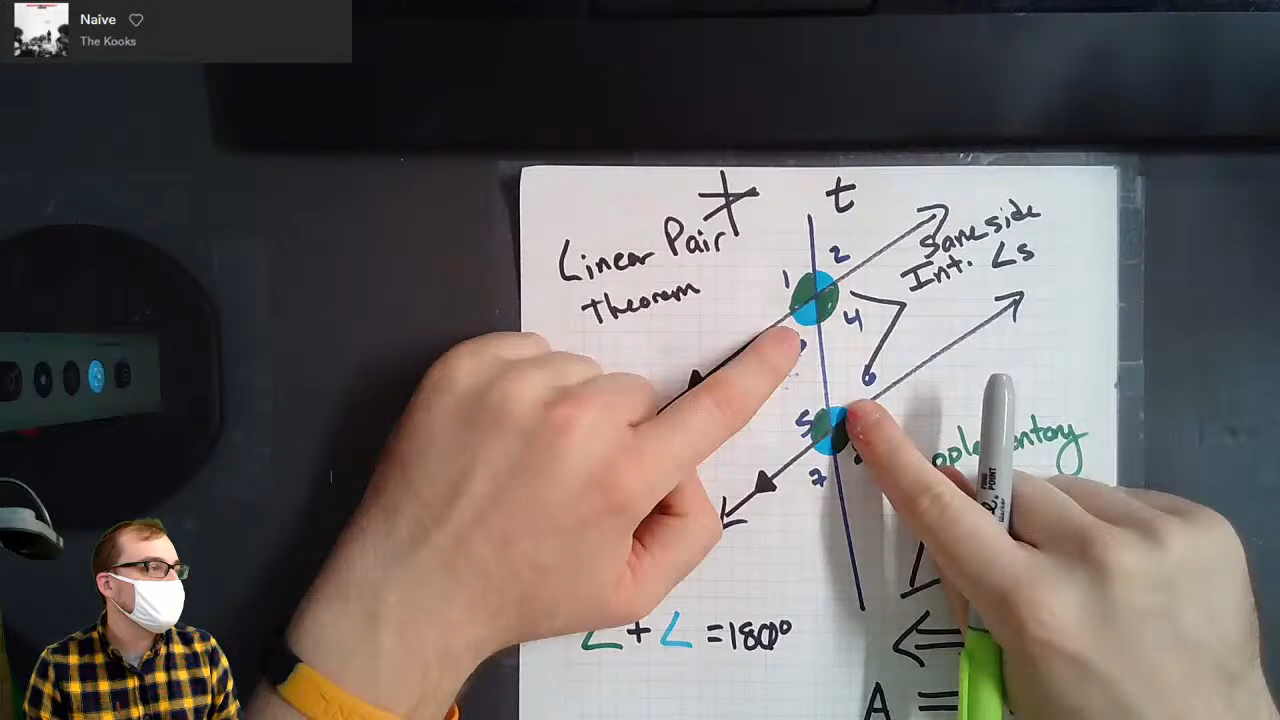 Naive
The Kooks
t
Same side
Int. ∠s
Linear Pair
theorem
1
2
4
6
5
7
∠ + ∠ = 180°
A =